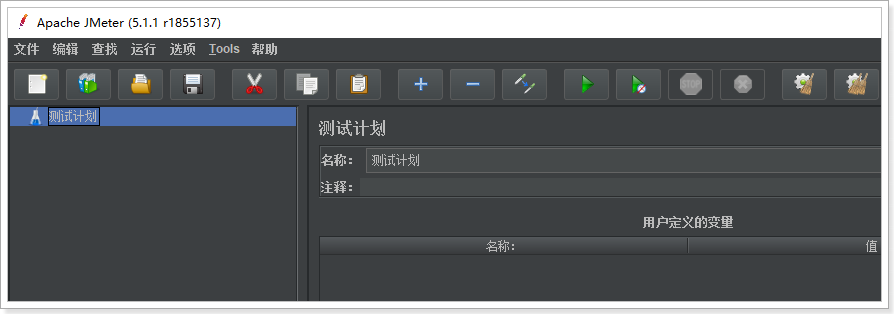 Apache JMeter (5.1.1 r1855137)
文件 编辑 查找 运行 选项 Tools 帮助
STOP
测试计划
测试计划
名称： 测试计划
注释：
用户定义的变量
名称: 值